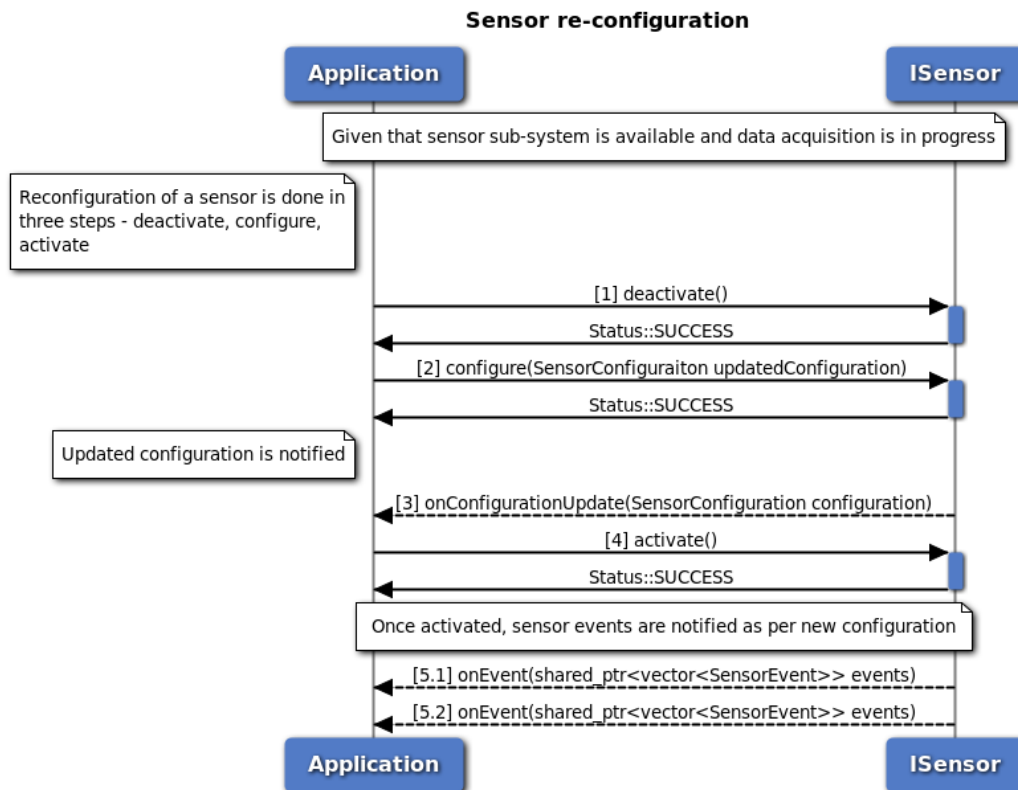 Sensor re-configuration
Application
ISensor
Given that sensor sub-system is available and data acquisition is in progress
Reconfiguration of a sensor is done in
three steps - deactivate, configure,
activate
[1] deactivate()
Status::SUCCESS
[2] configure(SensorConfiguraiton updatedConfiguration)
Status::SUCCESS
Updated configuration is notified
[3] onConfigurationUpdate(SensorConfiguration configuration)
[4] activate()
Status::SUCCESS
Once activated, sensor events are notified as per new configuration
[5.1] onEvent(shared_ptr<vector<SensorEvent>> events)
[5.2] onEvent(shared_ptr<vector<SensorEvent>> events)
Application
ISensor